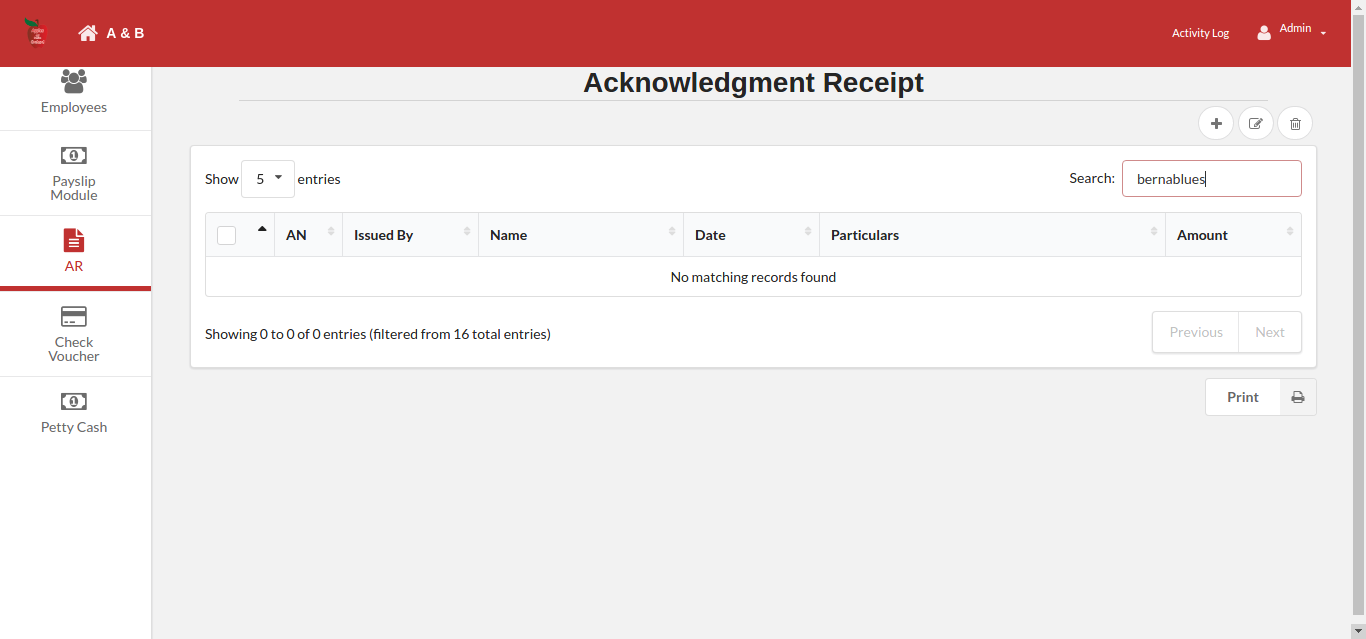 A & B
Activity Log
Admin
Employees
Payslip
Module
AR
Check
Voucher
Petty Cash
Acknowledgment Receipt
Show 5 entries
Search: bernablues
AN Issued By Name Date Particulars Amount
No matching records found
Showing 0 to 0 of 0 entries (filtered from 16 total entries)
Previous Next
Print